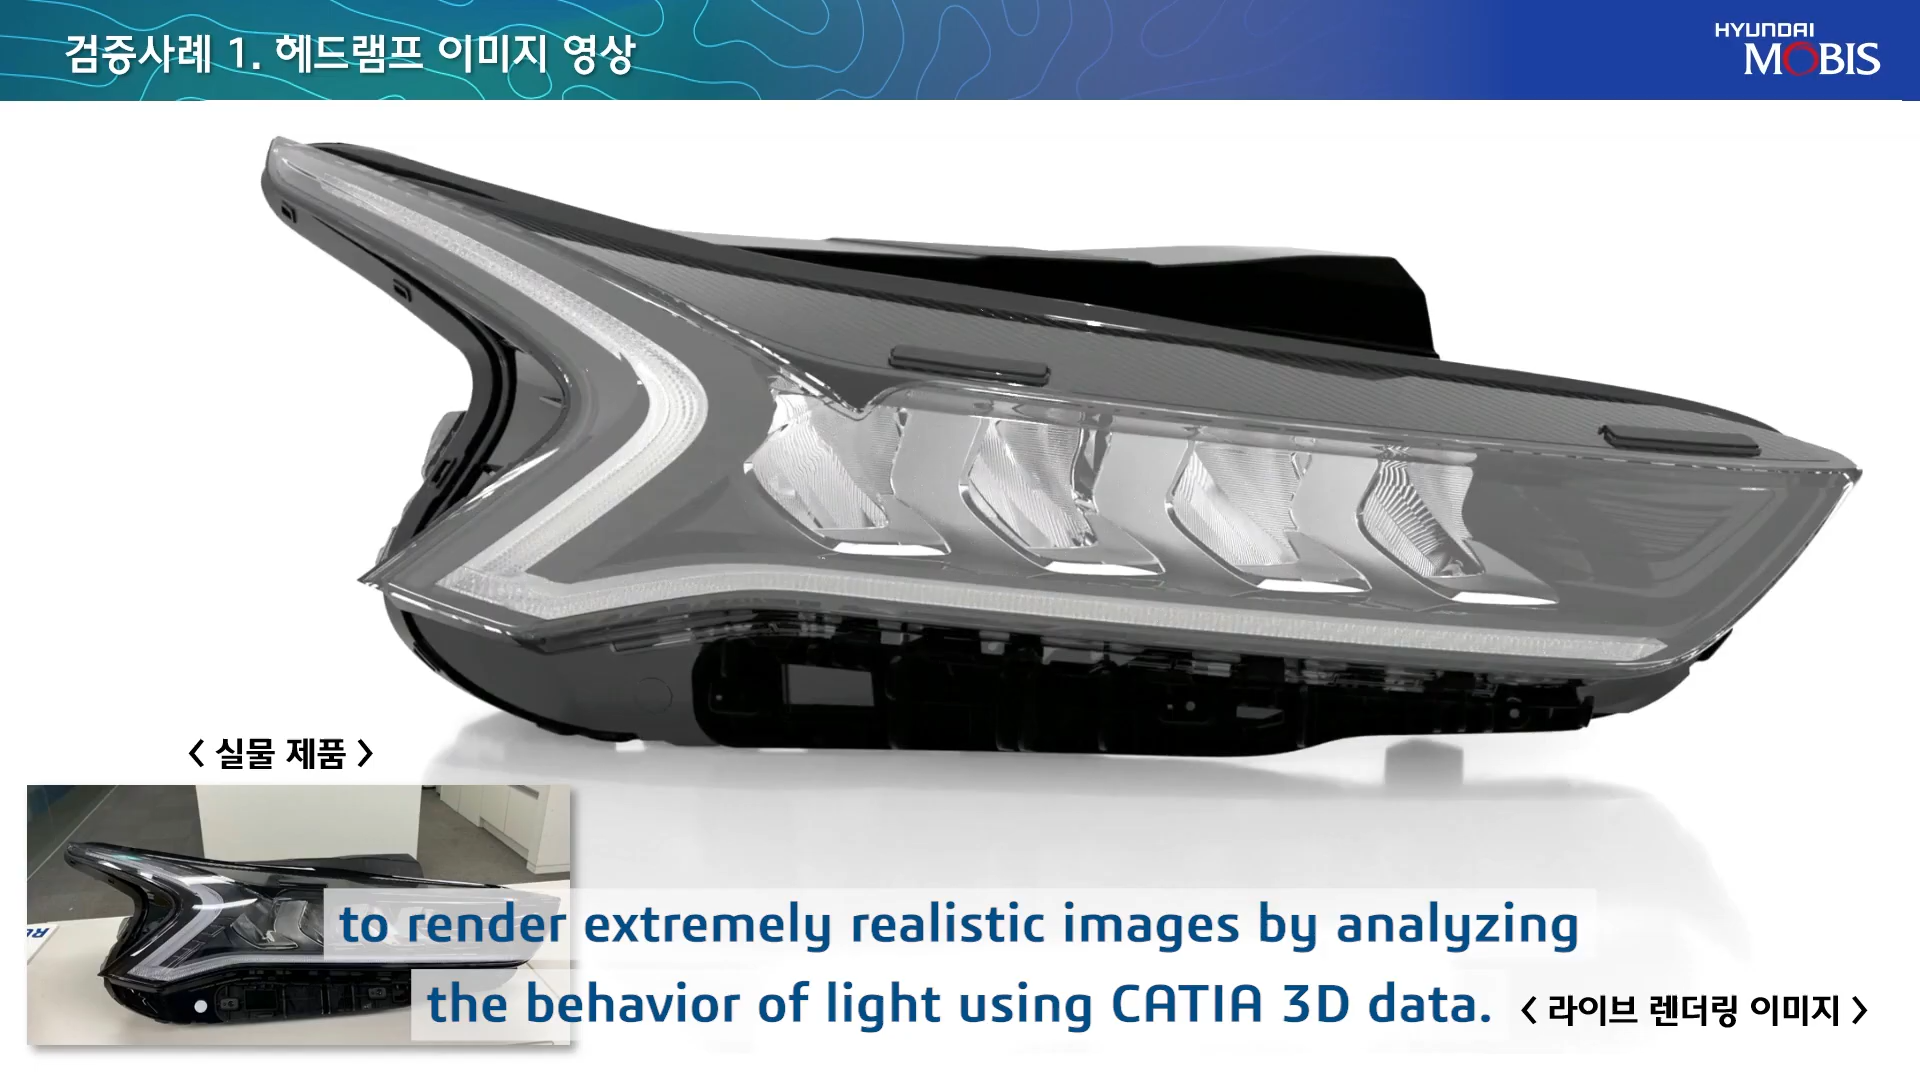 검증사례 1. 헤드램프 이미지 영상
HYUNDAI
MOBIS
< 실물 제품 >
to render extremely realistic images by analyzing
the behavior of light using CATIA 3D data.
< 라이브 렌더링 이미지 >